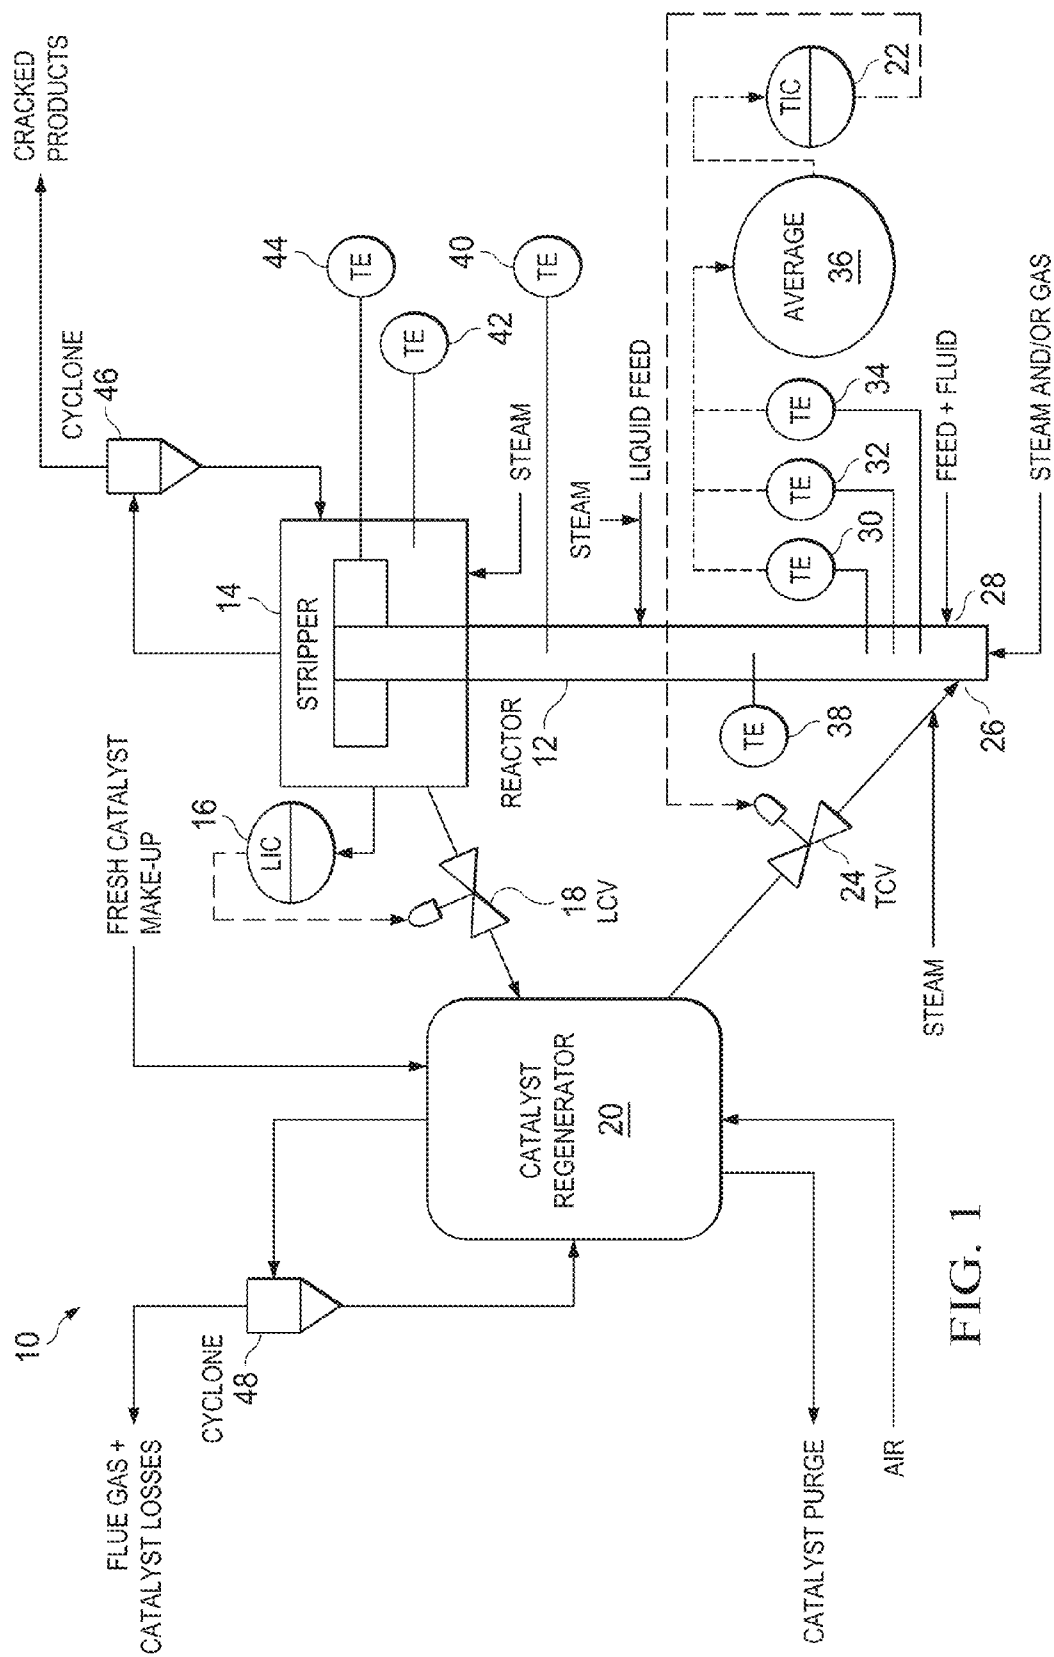 10
FLUE GAS +
CATALYST LOSSES
CYCLONE
48
FRESH CATALYST
MAKE-UP
CATALYST
REGENERATOR
20
CATALYST PURGE
AIR
16
LIC
18
LCV
24
TCV
STEAM
CRACKED
PRODUCTS
CYCLONE
46
14
STRIPPER
REACTOR
12
44
TE
42
TE
40
TE
STEAM
STEAM
LIQUID FEED
38
TE
30
TE
32
TE
34
TE
AVERAGE
36
TIC
22
FEED + FLUID
28
26
STEAM AND/OR GAS
FIG. 1